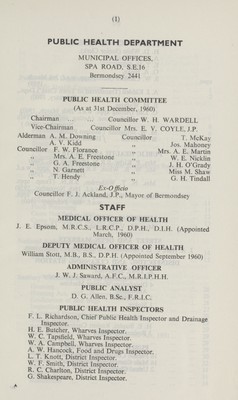 (1)
PUBLIC HEALTH DEPARTMENT
MUNICIPAL OFFICES,
SPA ROAD, S.E.16
Bermondsey 2441
PUBLIC HEALTH COMMITTEE
(As at 31st December, 1960)
Chairman ... ... Councillor W. H. WARDELL
Vice-Chairman Councillor Mrs. E. V. COYLE, J.P.
Alderman A. M. Downing Councillor T. McKay
" A. V. Kidd " Jos. Mahoney
Councillor F. W. Florance " Mrs. A. E. Martin
" Mrs. A. E. Freestone " W. E. Nicklin
" G. A. Freestone " J. H. O'Grady
" N. Garnett " Miss M. Shaw
" T. Hendy " G. H. Tindall
Ex-Officio
Councillor F. J. Ackland, J.P., Mayor of Bermondsey
STAFF
MEDICAL OFFICER OF HEALTH
J. E. Epsom, M.R.C.S., L.R.C.P., D.P.H., D.I.H. (Appointed
March, 1960)
DEPUTY MEDICAL OFFICER OF HEALTH
William Stott, M.B., B.S., D.P.H. (Appointed September 1960)
ADMINISTRATIVE OFFICER
J. W. J. Saward, A.F.C., M.R.I.P.H.H.
PUBLIC ANALYST
D. G. Allen, B.Sc., F.R.I.C.
PUBLIC HEALTH INSPECTORS
F. L. Richardson, Chief Public Health Inspector and Drainage
Inspector.
H. E. Butcher, Wharves Inspector.
W. C. Tapsfield, Wharves Inspector.
W. A. Campbell, Wharves Inspector.
A. Hancock, Food and Drugs Inspector.
L. T. Knott, District Inspector.
W. F. Smith, District Inspector.
R. C. Charlton, District Inspector.
G. Shakespeare, District Inspector.
A